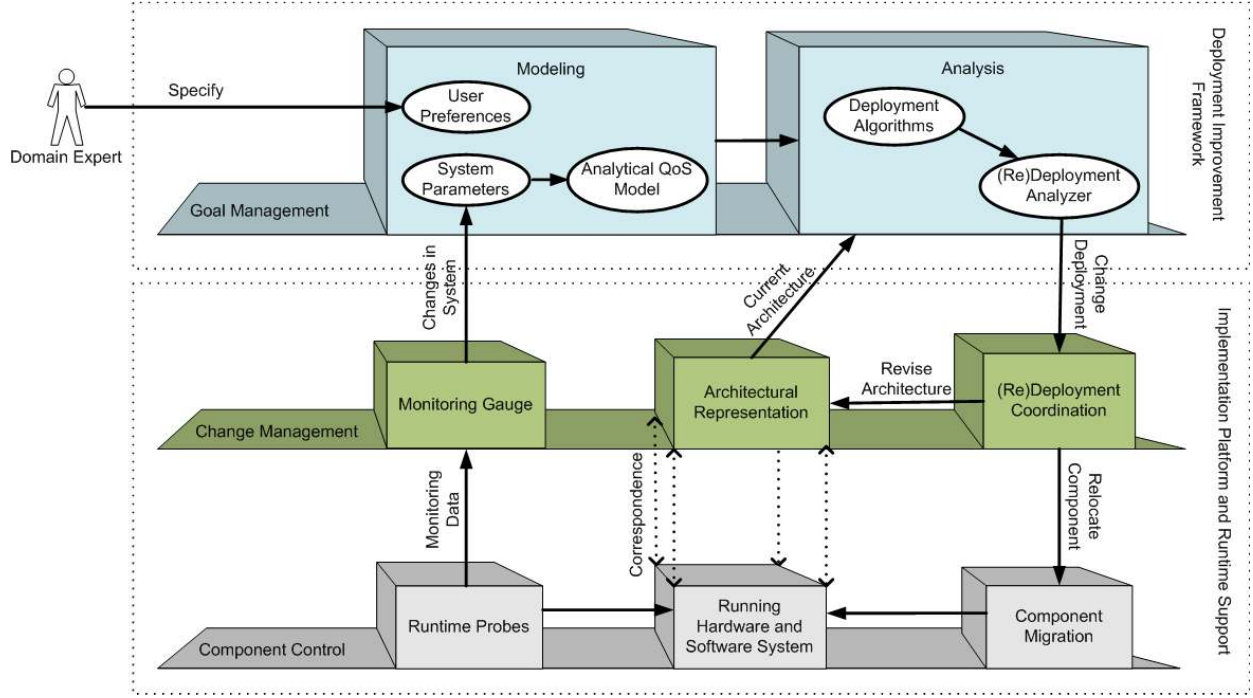 Modeling
Analysis
Specify
User
Preferences
Deployment
Algorithms
Domain Expert
System
Parameters
Analytical QoS
Model
(Re)Deployment
Analyzer
Goal Management
Deployment Improvement
Framework
Changes in
System
Current
Architecture
Change
Deployment
Monitoring Gauge
Architectural
Representation
Revise
Architecture
(Re)Deployment
Coordination
Change Management
Monitoring
Data
Correspondence
Relocate
Component
Runtime Probes
Running
Hardware and
Software System
Component
Migration
Component Control
Implementation Platform and Runtime Support